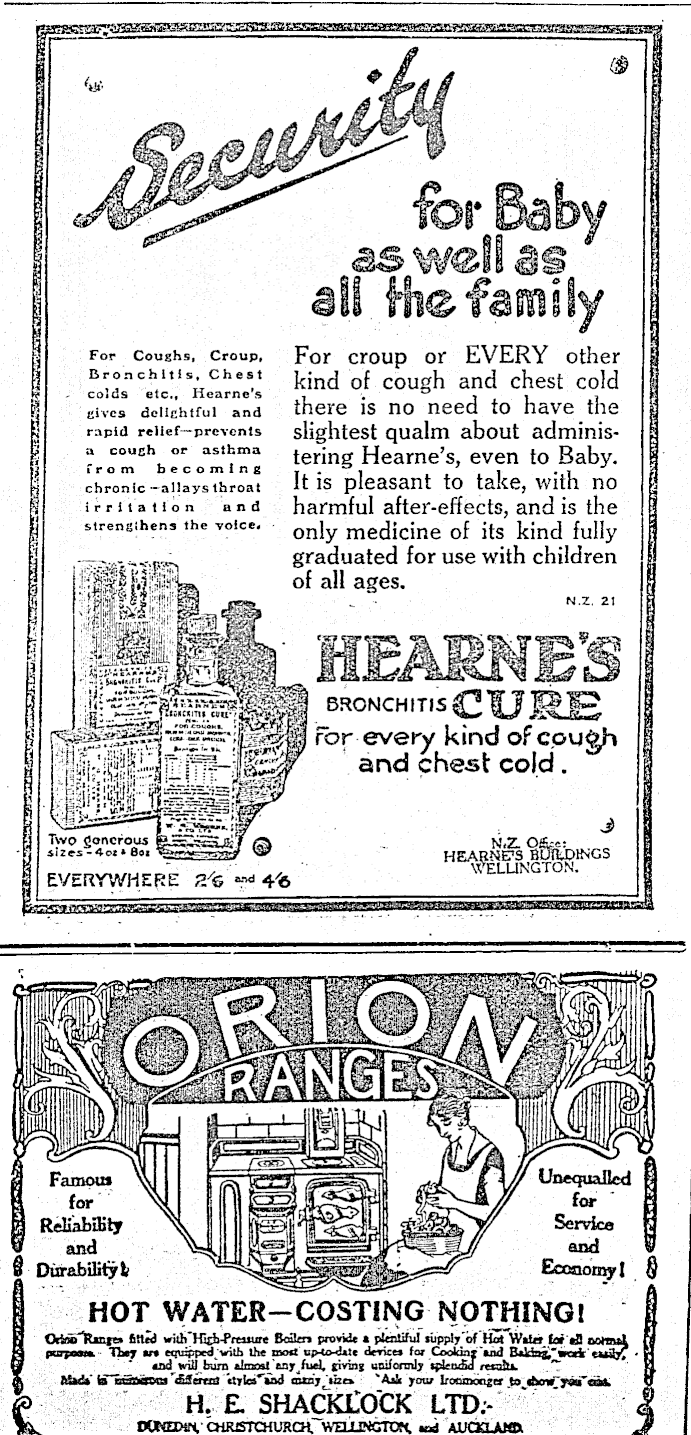 Security
for Baby
as well as
all the family
For Coughs, Croup,
Bronchitis, Chest
colds etc., Hearne's
gives delightful and
rapid relief—prevents
a cough or asthma
from becoming
chronic—allays throat
irritation and
strengthens the voice.
For croup or EVERY other
kind of cough and chest cold
there is no need to have the
slightest qualm about adminis-
tering Hearne's, even to Baby.
It is pleasant to take, with no
harmful after-effects, and is the
only medicine of its kind fully
graduated for use with children
of all ages.
N.Z. 21
BRONCHITIS CURE
BRONCHITIS CURE
FOR COUGHS
HEARNE'S
BRONCHITIS CURE
For every kind of cough
and chest cold.
Two generous
sizes - 4oz & 8oz
EVERYWHERE 2'6 and 4'6
N.Z. Office:
HEARNE'S BUILDINGS
WELLINGTON.
ORION
RANGES
Famous
for
Reliability
and
Durability!
Unequalled
for
Service
and
Economy!
HOT WATER—COSTING NOTHING!
Orion Ranges fitted with High-Pressure Boilers provide a plentiful supply of Hot Water for all normal
purposes. They are equipped with the most up-to-date devices for Cooking and Baking, work easily,
and will burn almost any fuel, giving uniformly splendid results.
Made in numerous different styles and many sizes. Ask your Ironmonger to show you one.
H. E. SHACKLOCK LTD.
DUNEDIN, CHRISTCHURCH, WELLINGTON, and AUCKLAND.